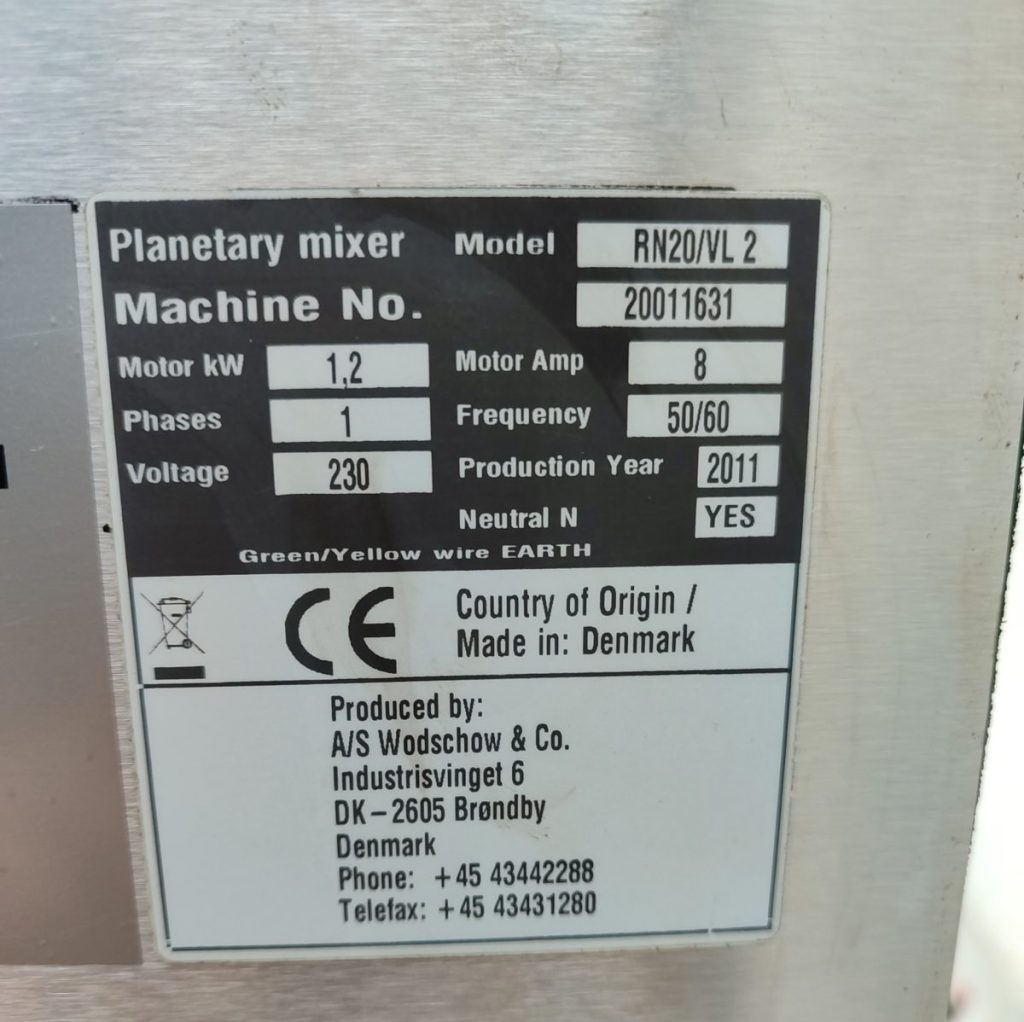 Planetary mixer Model RN20/VL 2
Machine No. 20011631
Motor kW 1,2 Motor Amp 8
Phases 1 Frequency 50/60
Voltage 230 Production Year 2011
Neutral N YES
Green/Yellow wire EARTH
CE
Country of Origin /
Made in: Denmark
Produced by:
A/S Wodschow & Co.
Industrisvinget 6
DK – 2605 Brøndby
Denmark
Phone: +45 43442288
Telefax: +45 43431280